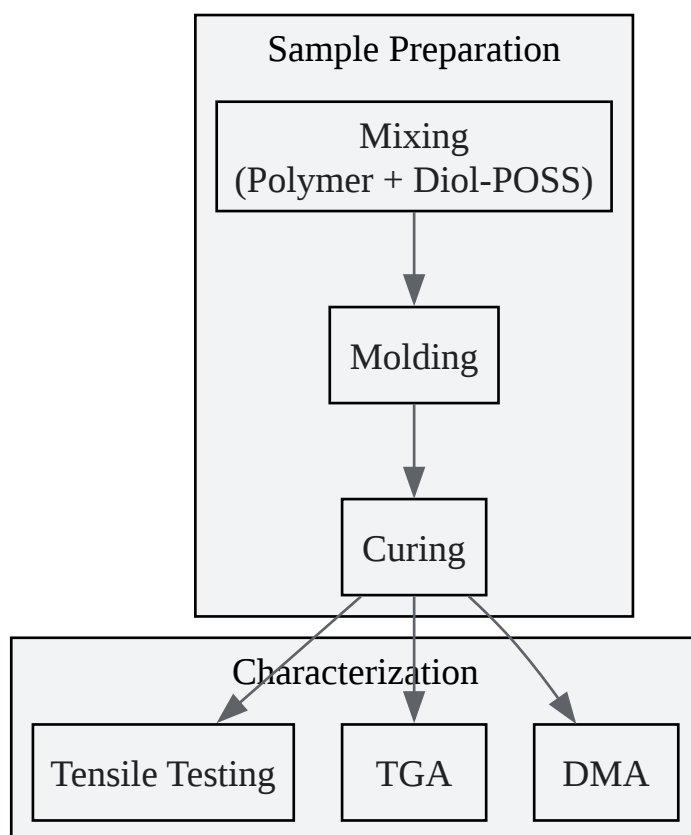 Sample Preparation
Mixing
(Polymer + Diol-POSS)
Molding
Curing
Characterization
Tensile Testing
TGA
DMA